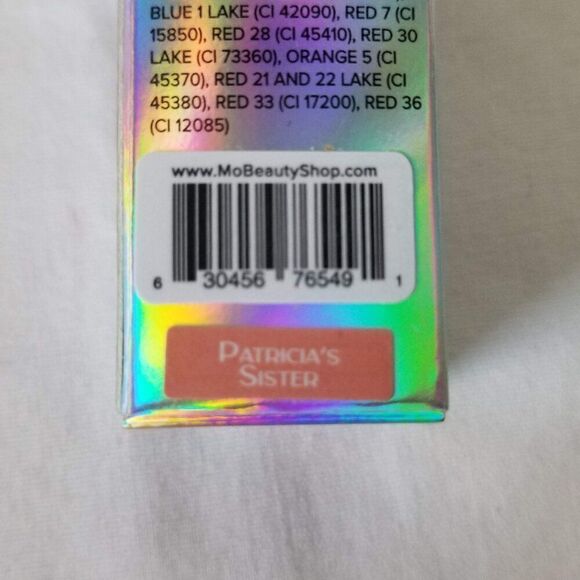 BLUE 1 LAKE (CI 42090), RED 7 (CI
15850), RED 28 (CI 45410), RED 30
LAKE (CI 73360), ORANGE 5 (CI
45370), RED 21 AND 22 LAKE (CI
45380), RED 33 (CI 17200), RED 36
(CI 12085)
www.MoBeautyShop.com
6 30456 76549 1
PATRICIA'S
SISTER